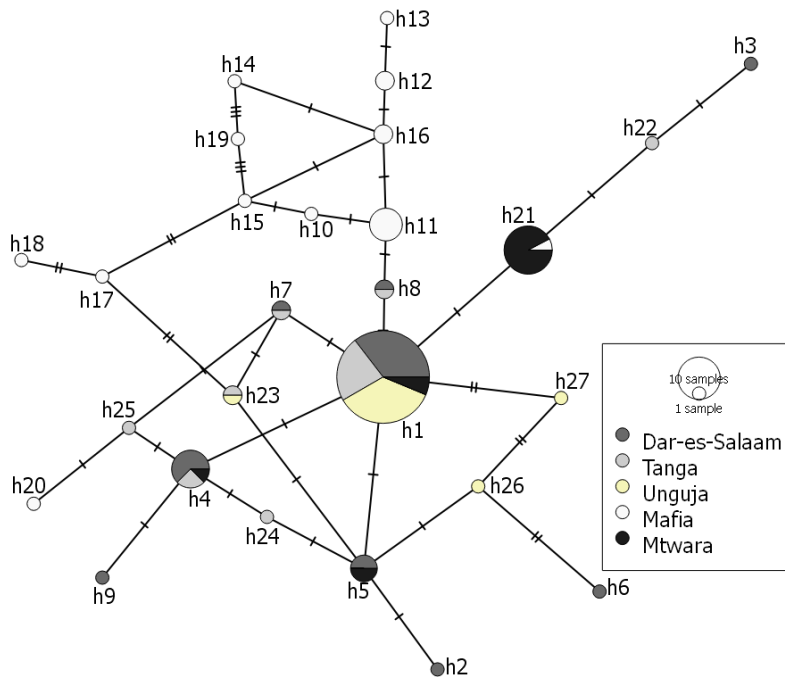 h13
h3
h14
h12
h22
h19
h16
h21
h15
h10
h11
h18
h17
h7
h8
h23
h27
h1
10 samples
1 sample
h25
Dar-es-Salaam
Tanga
h20
h4
h26
Unguja
h24
Mafia
Mtwara
h9
h5
h6
h2